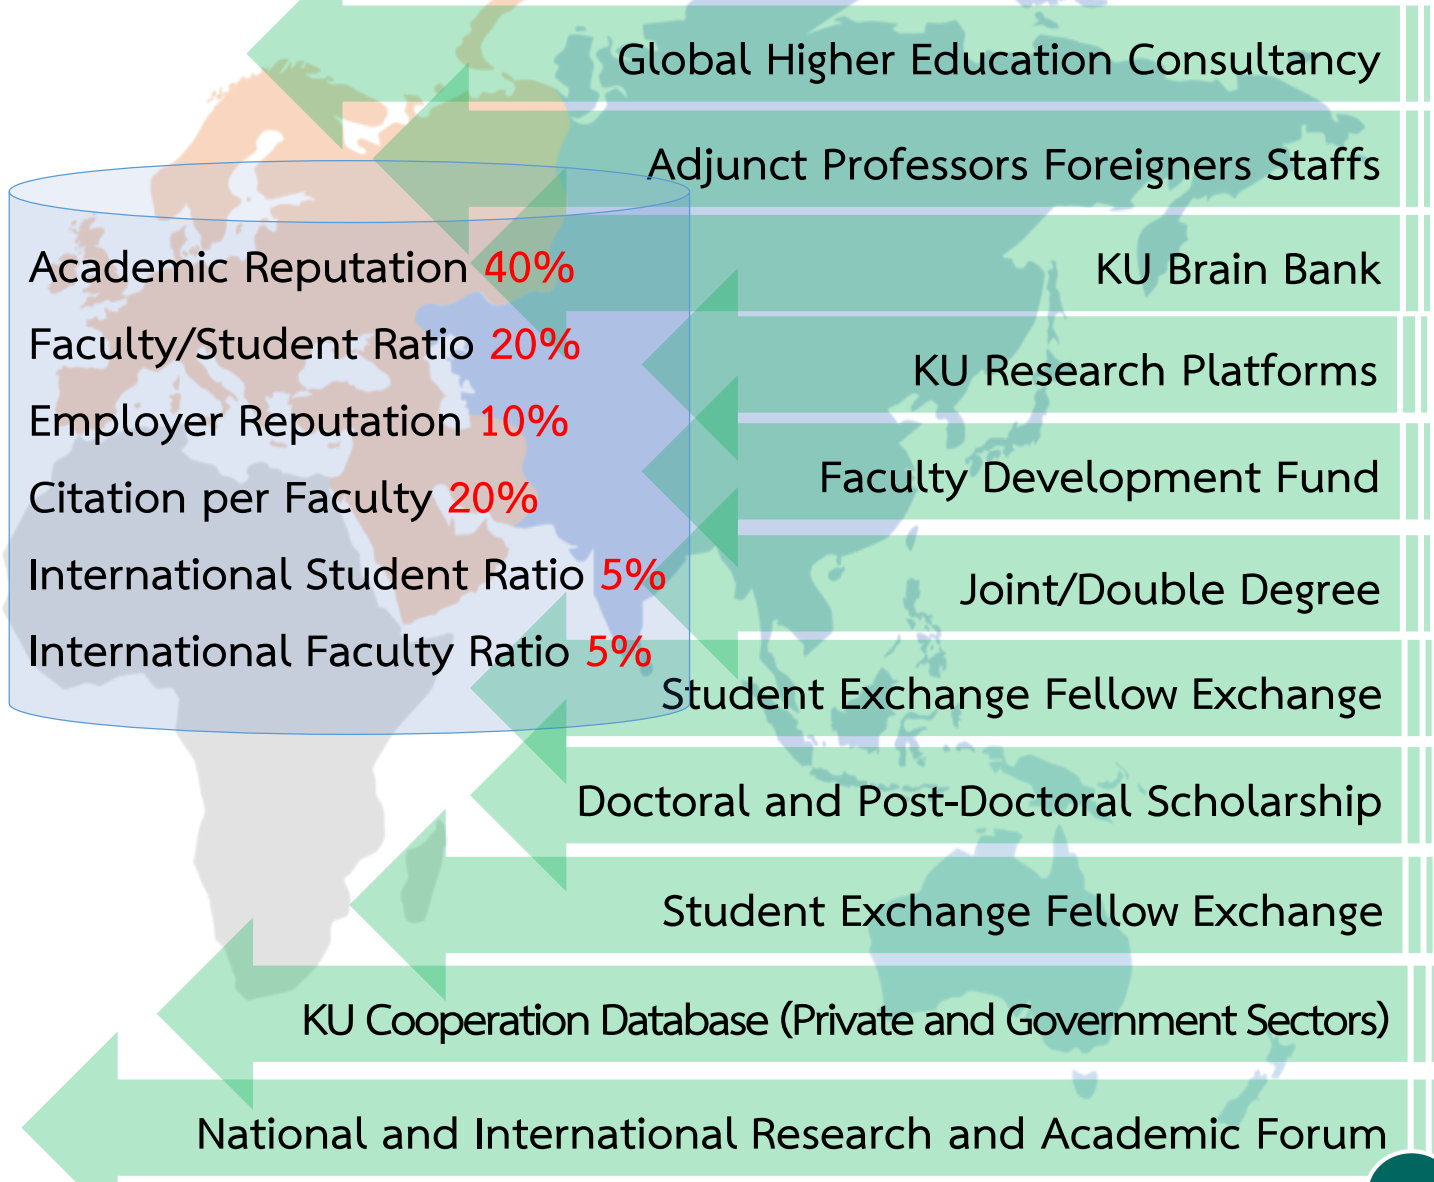 Global Higher Education Consultancy
Adjunct Professors Foreigners Staffs
KU Brain Bank
KU Research Platforms
Faculty Development Fund
Joint/Double Degree
Student Exchange Fellow Exchange
Doctoral and Post-Doctoral Scholarship
Student Exchange Fellow Exchange
KU Cooperation Database (Private and Government Sectors)
National and International Research and Academic Forum
Academic Reputation 40%
Faculty/Student Ratio 20%
Employer Reputation 10%
Citation per Faculty 20%
International Student Ratio 5%
International Faculty Ratio 5%